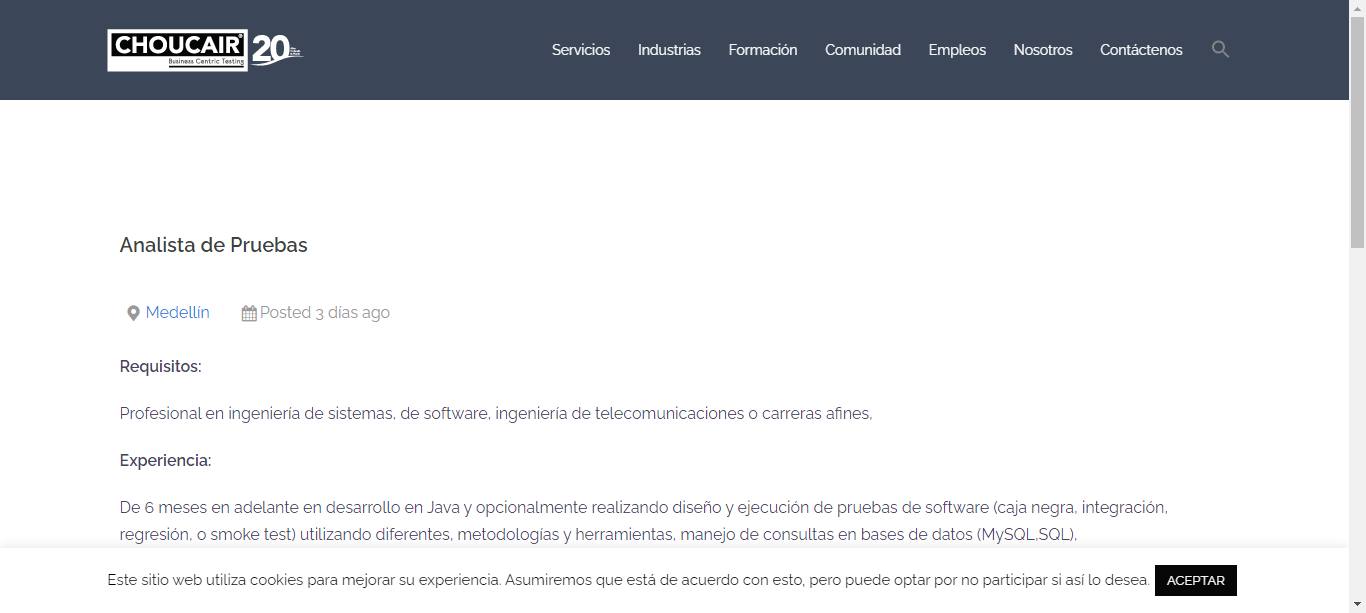 CHOUCAIR®
Business Centric Testing
20
Servicios Industrias Formación Comunidad Empleos Nosotros Contáctenos
Analista de Pruebas
Medellín Posted 3 días ago
Requisitos:
Profesional en ingeniería de sistemas, de software, ingeniería de telecomunicaciones o carreras afines,
Experiencia:
De 6 meses en adelante en desarrollo en Java y opcionalmente realizando diseño y ejecución de pruebas de software (caja negra, integración,
regresión, o smoke test) utilizando diferentes, metodologías y herramientas, manejo de consultas en bases de datos (MySQL,SQL),
Este sitio web utiliza cookies para mejorar su experiencia. Asumiremos que está de acuerdo con esto, pero puede optar por no participar si así lo desea. ACEPTAR